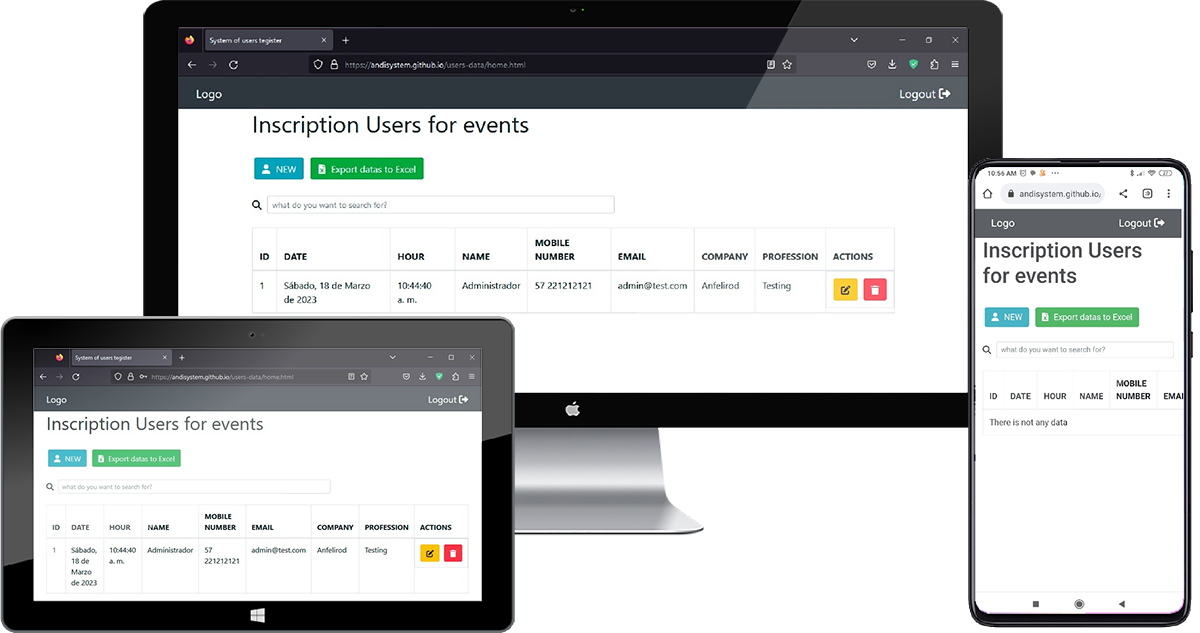 System of users tegister
https://andisystem.github.io/users-data/home.html
Logo
Logout
Inscription Users for events
NEW
Export datas to Excel
what do you want to search for?
ID DATE HOUR NAME MOBILE NUMBER EMAIL COMPANY PROFESSION ACTIONS
1 Sábado, 18 de Marzo de 2023 10:44:40 a. m. Administrador 57 221212121 admin@test.com Anfelirod Testing
System of users tegister
https://andisystem.github.io/users-data/home.html
Logo
Logout
Inscription Users for events
NEW
Export datas to Excel
what do you want to search for?
ID DATE HOUR NAME MOBILE NUMBER EMAIL COMPANY PROFESSION ACTIONS
1 Sábado, 18 de Marzo de 2023 10:44:40 a. m. Administrador 57 221212121 admin@test.com Anfelirod Testing
10:56 AM
andisystem.github.io/
Logo
Logout
Inscription Users
for events
NEW
Export datas to Excel
what do you want to search for?
ID DATE HOUR NAME MOBILE NUMBER EMAI
There is not any data